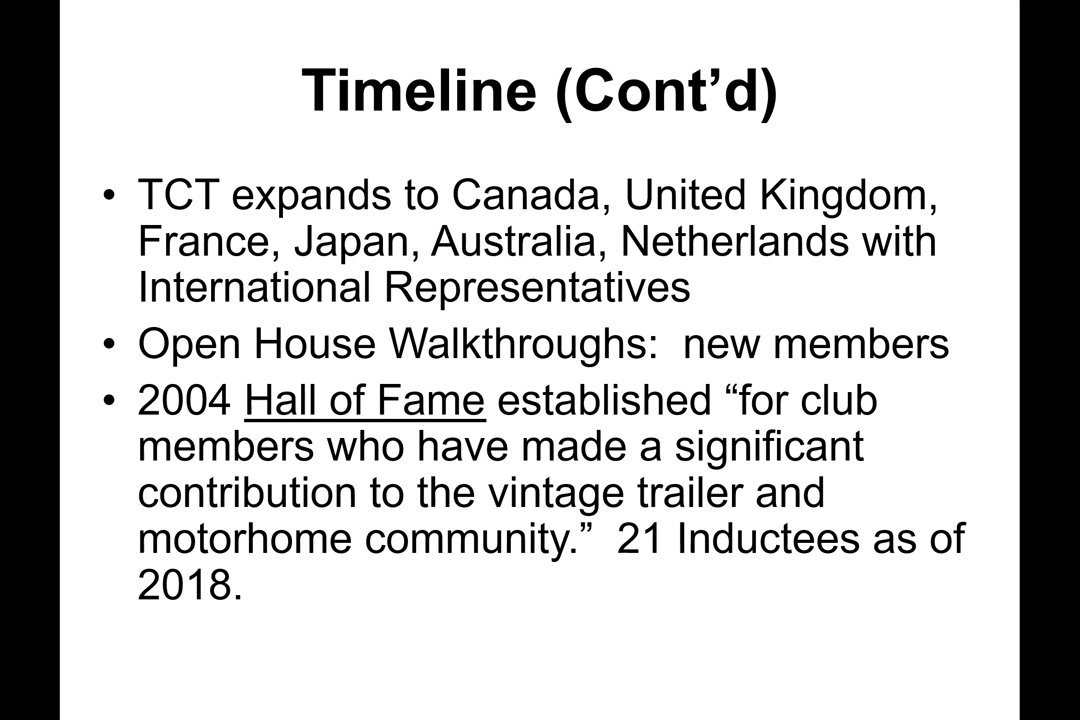 Timeline (Cont’d)
• TCT expands to Canada, United Kingdom,
France, Japan, Australia, Netherlands with
International Representatives
• Open House Walkthroughs:  new members
• 2004 Hall of Fame established “for club
members who have made a significant
contribution to the vintage trailer and
motorhome community.”  21 Inductees as of
2018.